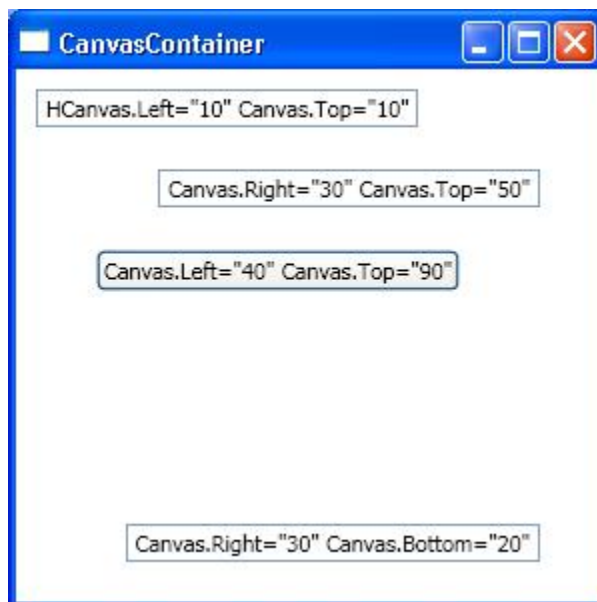 CanvasContainer
HCanvas.Left="10" Canvas.Top="10"
Canvas.Right="30" Canvas.Top="50"
Canvas.Left="40" Canvas.Top="90"
Canvas.Right="30" Canvas.Bottom="20"